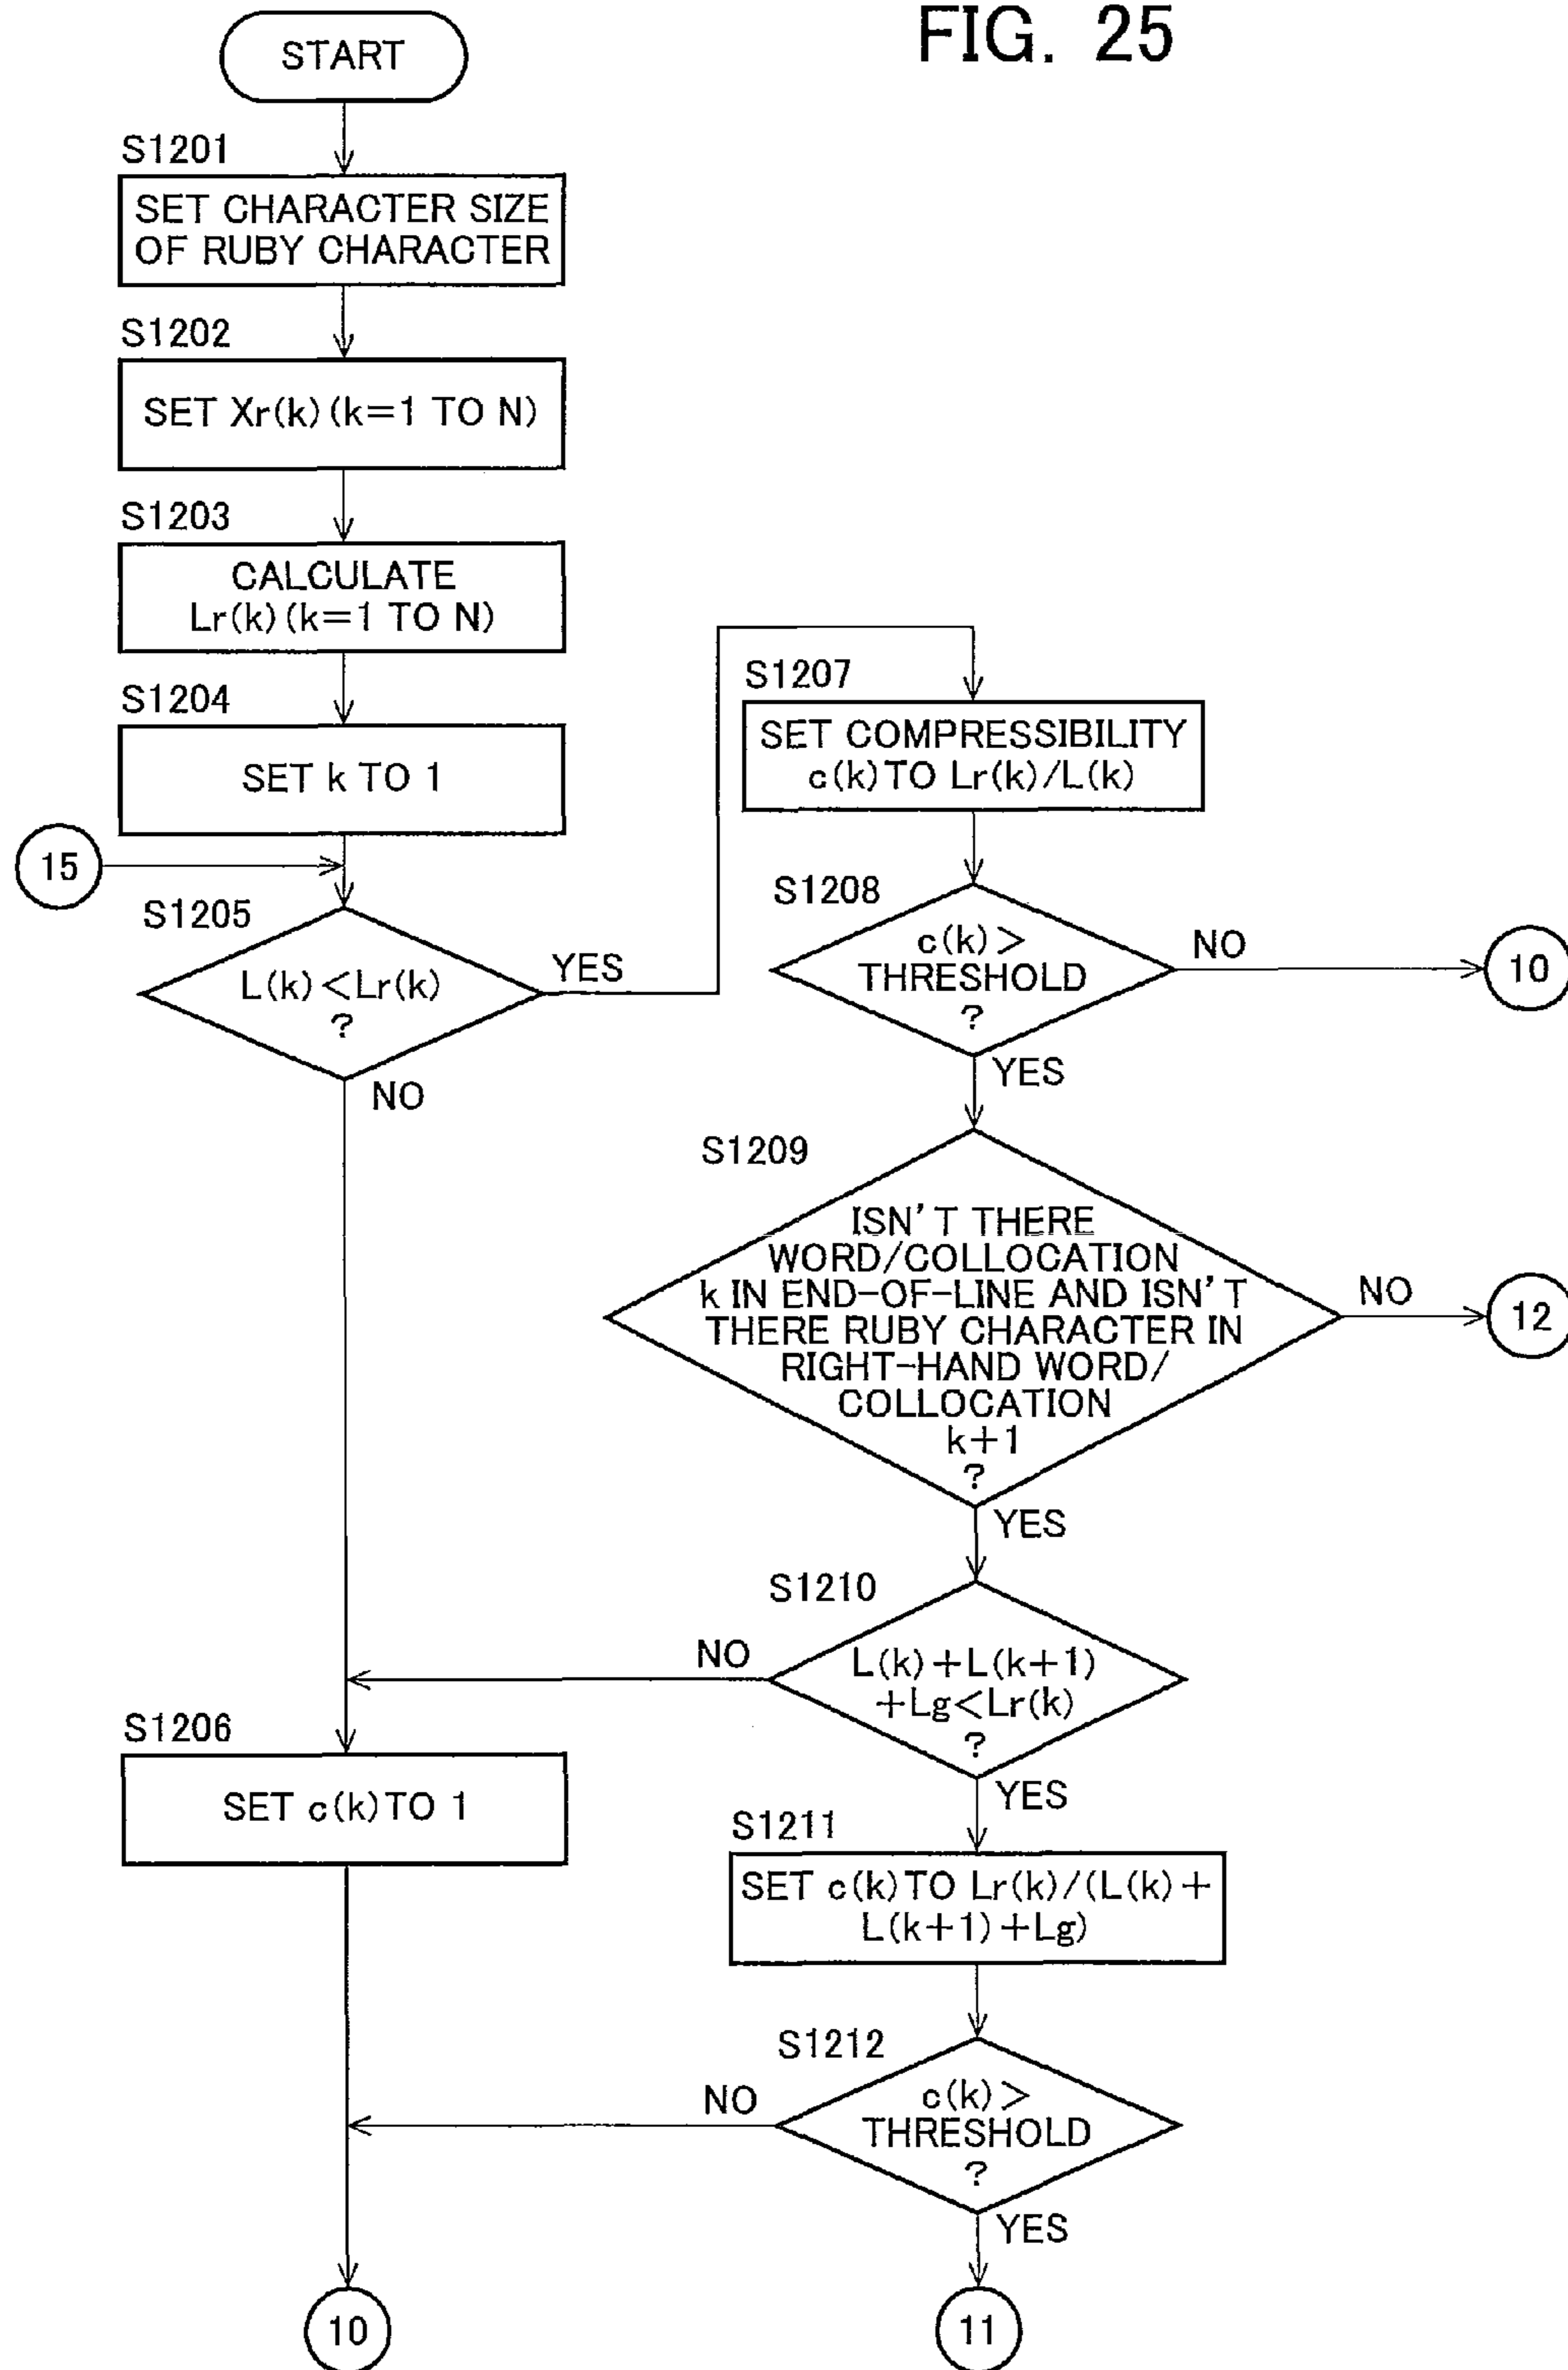 FIG. 25
START
S1201
SET CHARACTER SIZE
OF RUBY CHARACTER
S1202
SET Xr(k)(k=1 TO N)
S1203
CALCULATE
Lr(k)(k=1 TO N)
S1204
SET k TO 1
15
S1205
L(k)<Lr(k)
?
YES
NO
S1207
SET COMPRESSIBILITY
c(k)TO Lr(k)/L(k)
S1208
c(k)>
THRESHOLD
?
NO
10
YES
S1209
ISN'T THERE
WORD/COLLOCATION
k IN END-OF-LINE AND ISN'T
THERE RUBY CHARACTER IN
RIGHT-HAND WORD/
COLLOCATION
k+1
?
NO
12
YES
S1210
L(k)+L(k+1)
+Lg<Lr(k)
?
NO
YES
S1206
SET c(k)TO 1
S1211
SET c(k)TO Lr(k)/(L(k)+
L(k+1)+Lg)
S1212
c(k)>
THRESHOLD
?
NO
YES
10
11